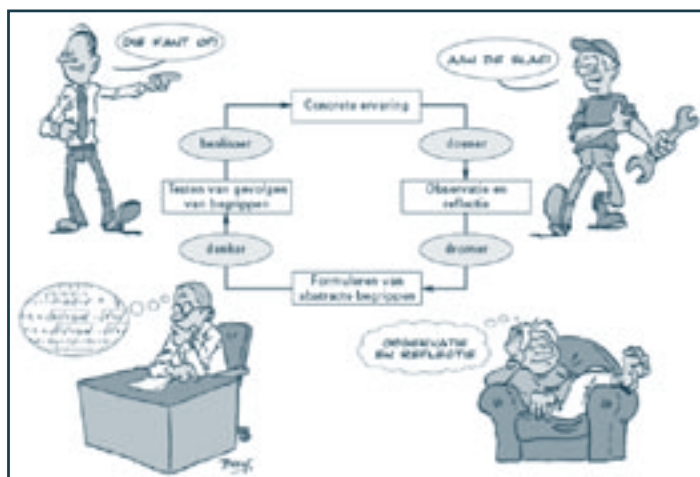 DIE KANT OP!
AAN DE SLAG!
Concrete ervaring
beslisser
doener
Testen van gevolgen
van begrippen
Observatie en
reflectie
denker
dromer
Formuleren van
abstracte begrippen
OBSERVATIE
EN REFLECTIE